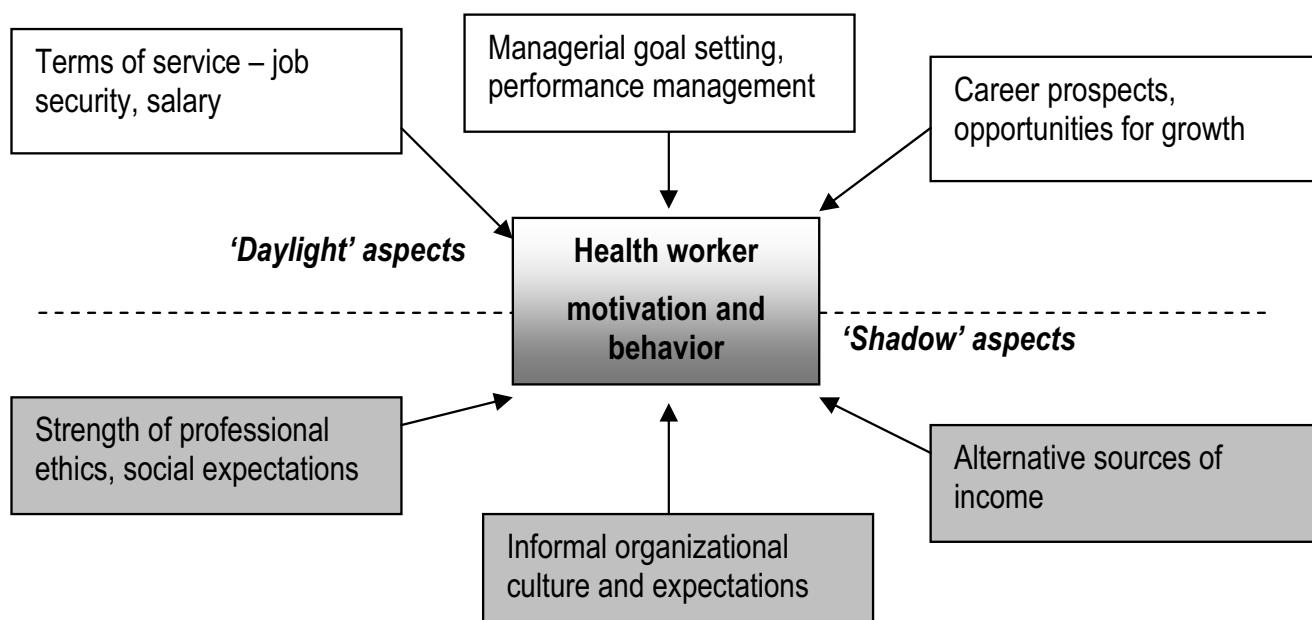 Terms of service – job
security, salary
Managerial goal setting,
performance management
Career prospects,
opportunities for growth
‘Daylight’ aspects
Health worker
motivation and
behavior
‘Shadow’ aspects
Strength of professional
ethics, social expectations
Informal organizational
culture and expectations
Alternative sources of
income